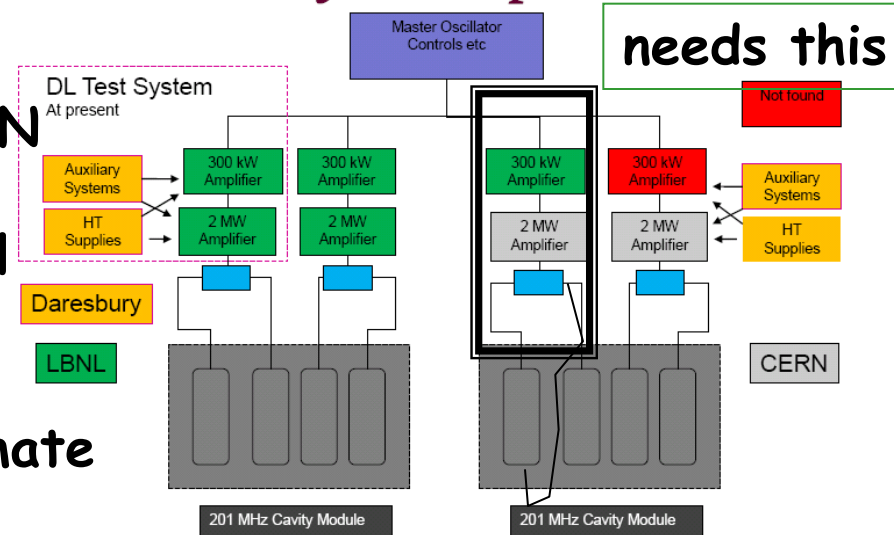 Master Oscillator
Controls etc
needs this
DL Test System
At present
Not found
N
Auxiliary
Systems
300 kW
Amplifier
300 kW
Amplifier
300 kW
Amplifier
300 kW
Amplifier
Auxiliary
Systems
HT
Supplies
2 MW
Amplifier
2 MW
Amplifier
2 MW
Amplifier
2 MW
Amplifier
HT
Supplies
Daresbury
LBNL
CERN
nate
201 MHz Cavity Module
201 MHz Cavity Module